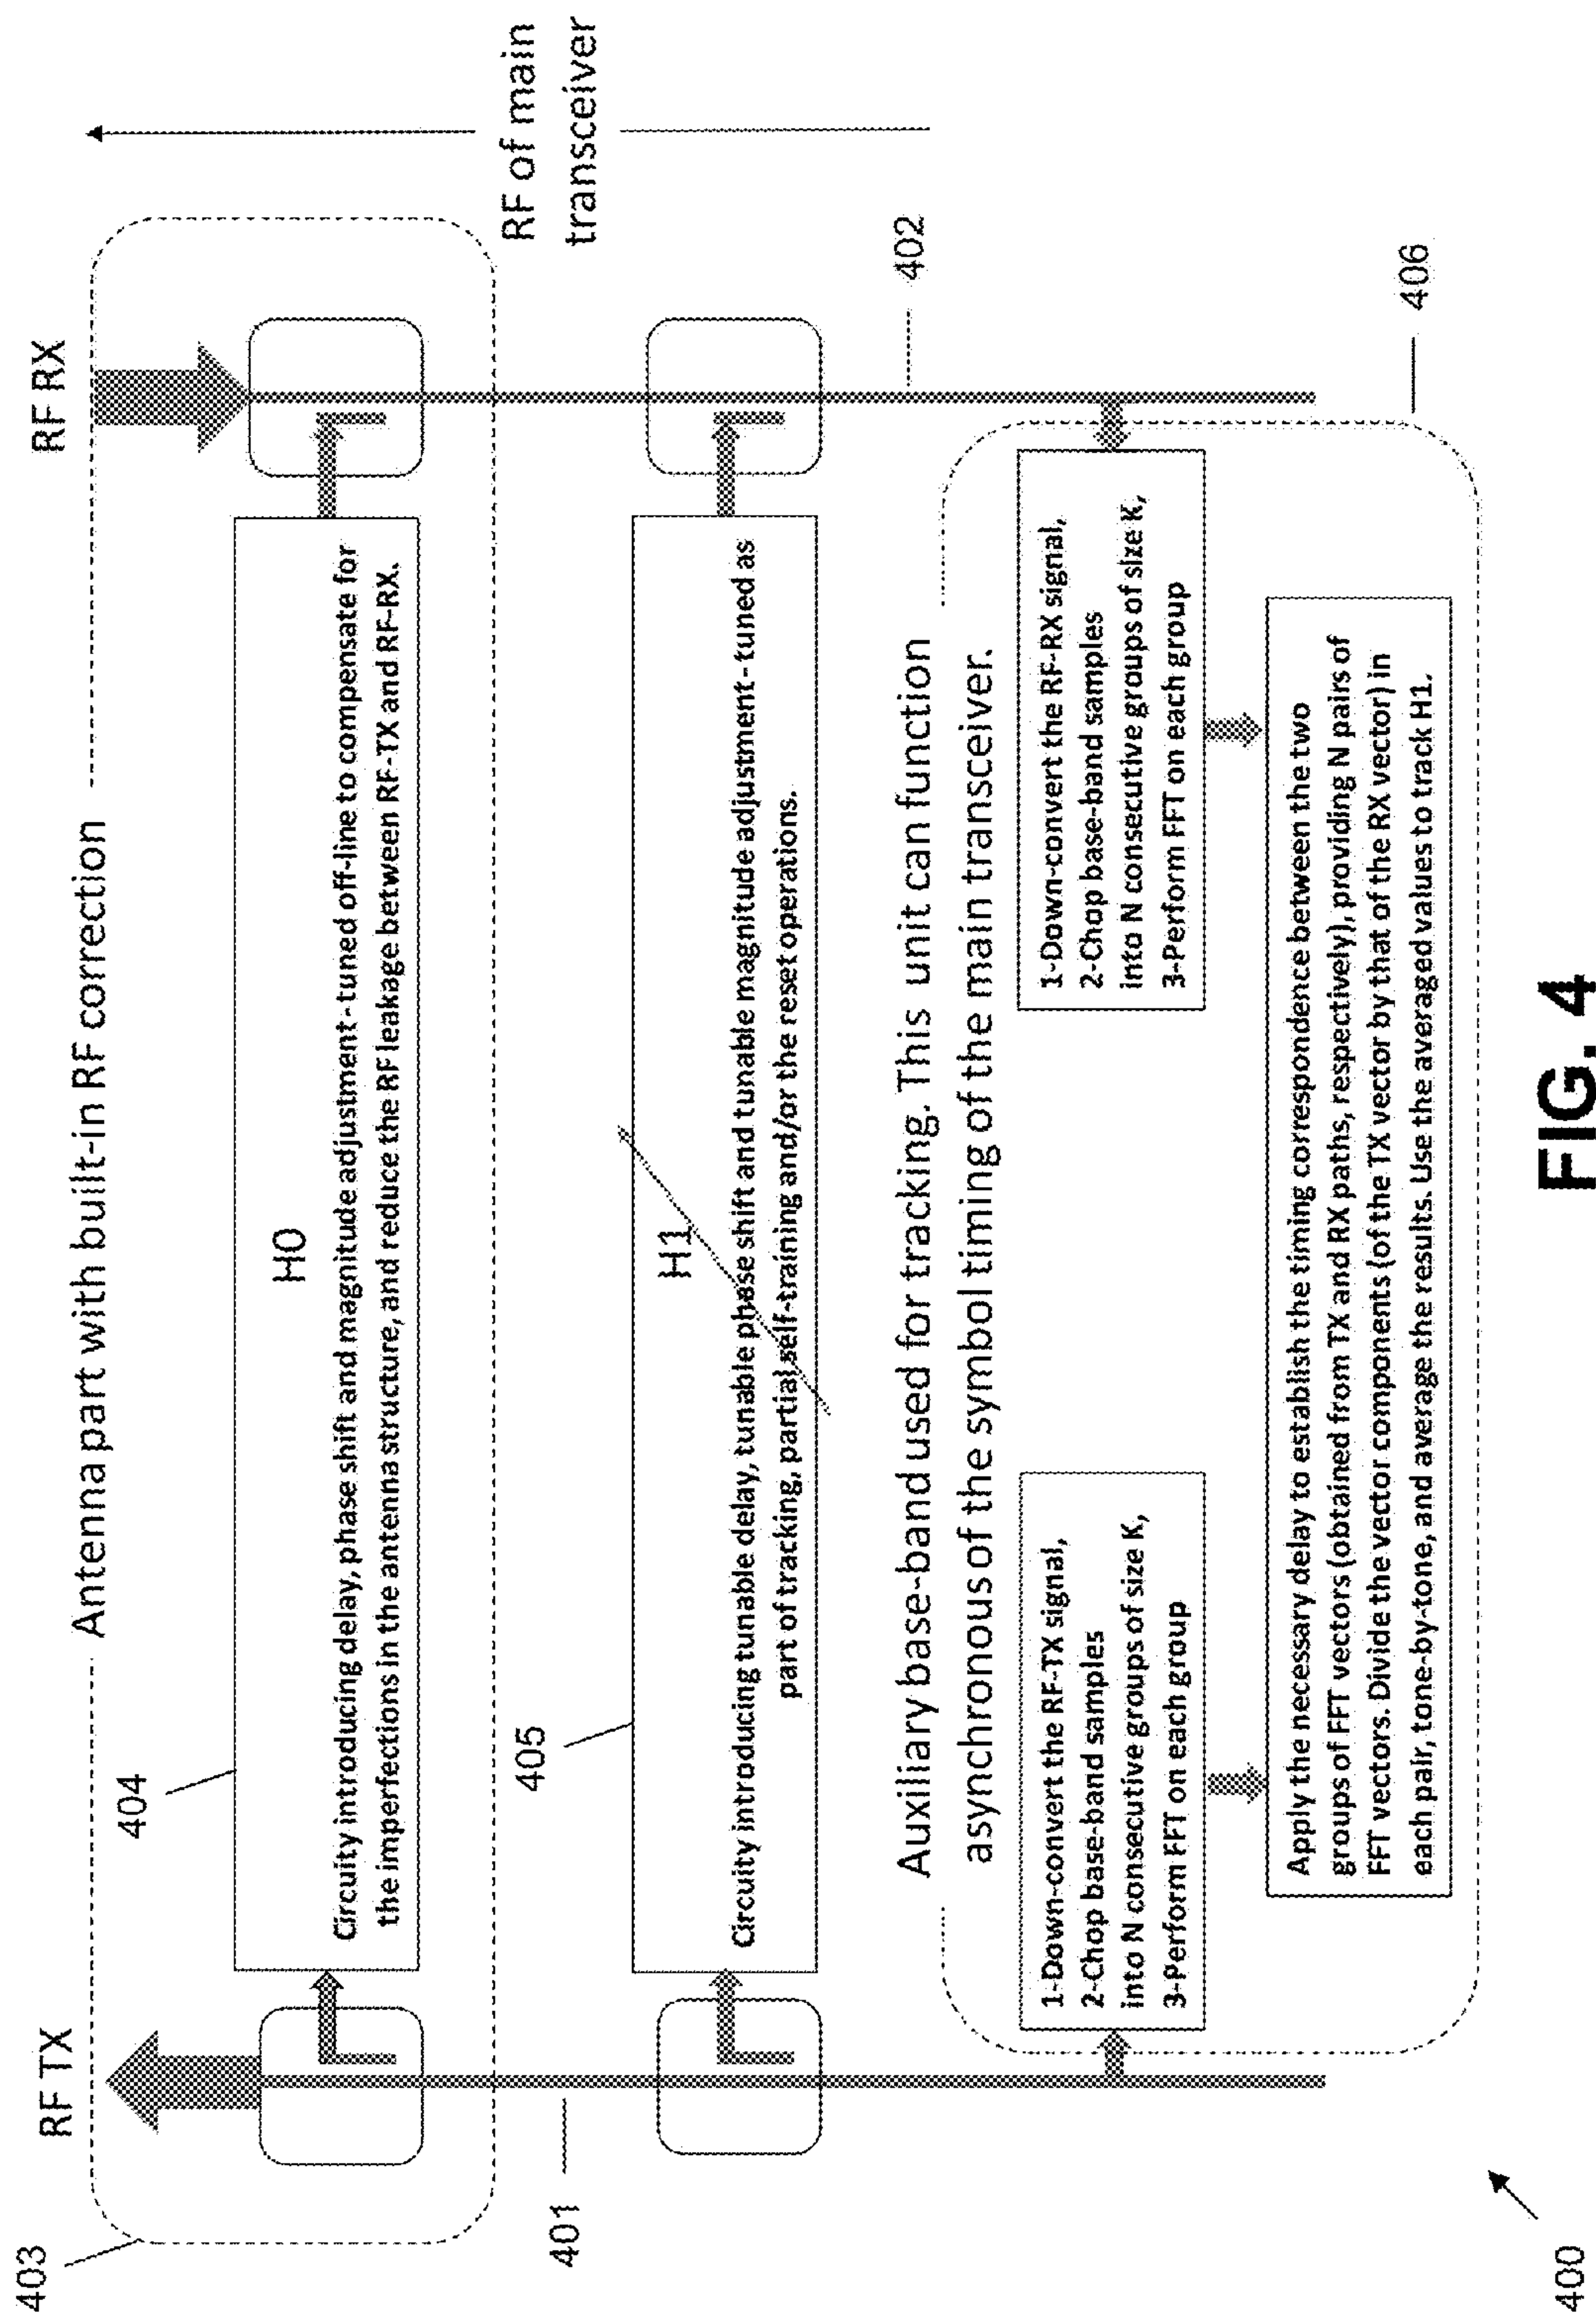 RF TX
RF RX
403
Antenna part with built-in RF correction
404
H0
Circuity introducing delay, phase shift and magnitude adjustment-tuned off-line to compensate for
the imperfections in the antenna structure, and reduce the RF leakage between RF-TX and RF-RX.
RF of main
transceiver
401
405
H1
Circuity introducing tunable delay, tunable phase shift and tunable magnitude adjustment-tuned as
part of tracking, partial self-training and/or the reset operations.
402
Auxiliary base-band used for tracking. This unit can function
asynchronous of the symbol timing of the main transceiver.
1-Down-convert the RF-TX signal,
2-Chop base-band samples
into N consecutive groups of size K,
3-Perform FFT on each group
1-Down-convert the RF-RX signal,
2-Chop base-band samples
into N consecutive groups of size K,
3-Perform FFT on each group
406
Apply the necessary delay to establish the timing correspondence between the two
groups of FFT vectors (obtained from TX and RX paths, respectively), providing N pairs of
FFT vectors. Divide the vector components (of the TX vector by that of the RX vector) in
each pair, tone-by-tone, and average the results. Use the averaged values to track H1.
400
FIG. 4